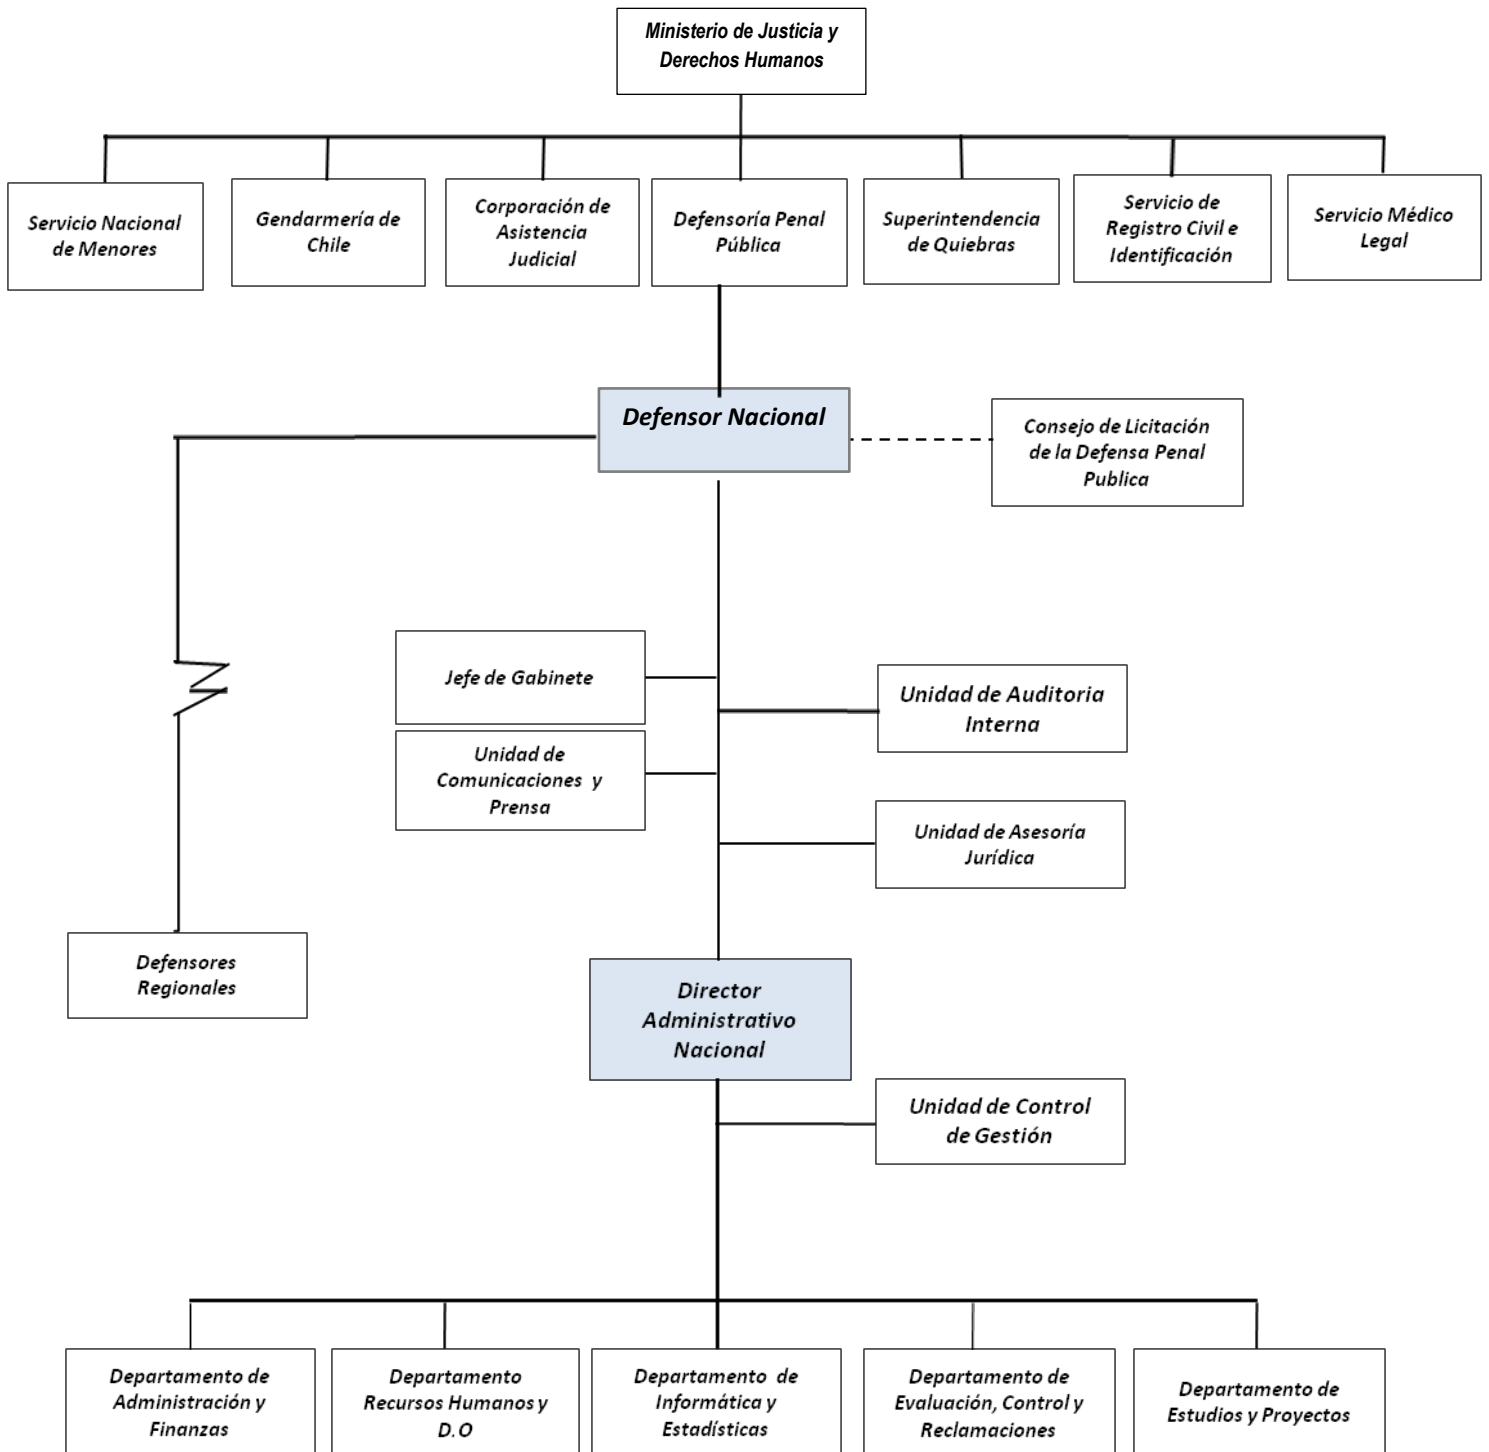 Ministerio de Justicia y
Derechos Humanos
Servicio Nacional
de Menores
Gendarmería de
Chile
Corporación de
Asistencia
Judicial
Defensoría Penal
Pública
Superintendencia
de Quiebras
Servicio de
Registro Civil e
Identificación
Servicio Médico
Legal
Defensor Nacional
Consejo de Licitación
de la Defensa Penal
Publica
Jefe de Gabinete
Unidad de Auditoria
Interna
Unidad de
Comunicaciones y
Prensa
Unidad de Asesoría
Jurídica
Defensores
Regionales
Director
Administrativo
Nacional
Unidad de Control
de Gestión
Departamento de
Administración y
Finanzas
Departamento
Recursos Humanos y
D.O
Departamento de
Informática y
Estadísticas
Departamento de
Evaluación, Control y
Reclamaciones
Departamento de
Estudios y Proyectos